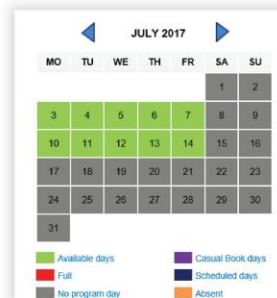 JULY 2017
MO TU WE TH FR SA SU
1 2
3 4 5 6 7 8 9
10 11 12 13 14 15 16
17 18 19 20 21 22 23
24 25 26 27 28 29 30
31
Available days Casual Book days
Full Scheduled days
No program day Absent